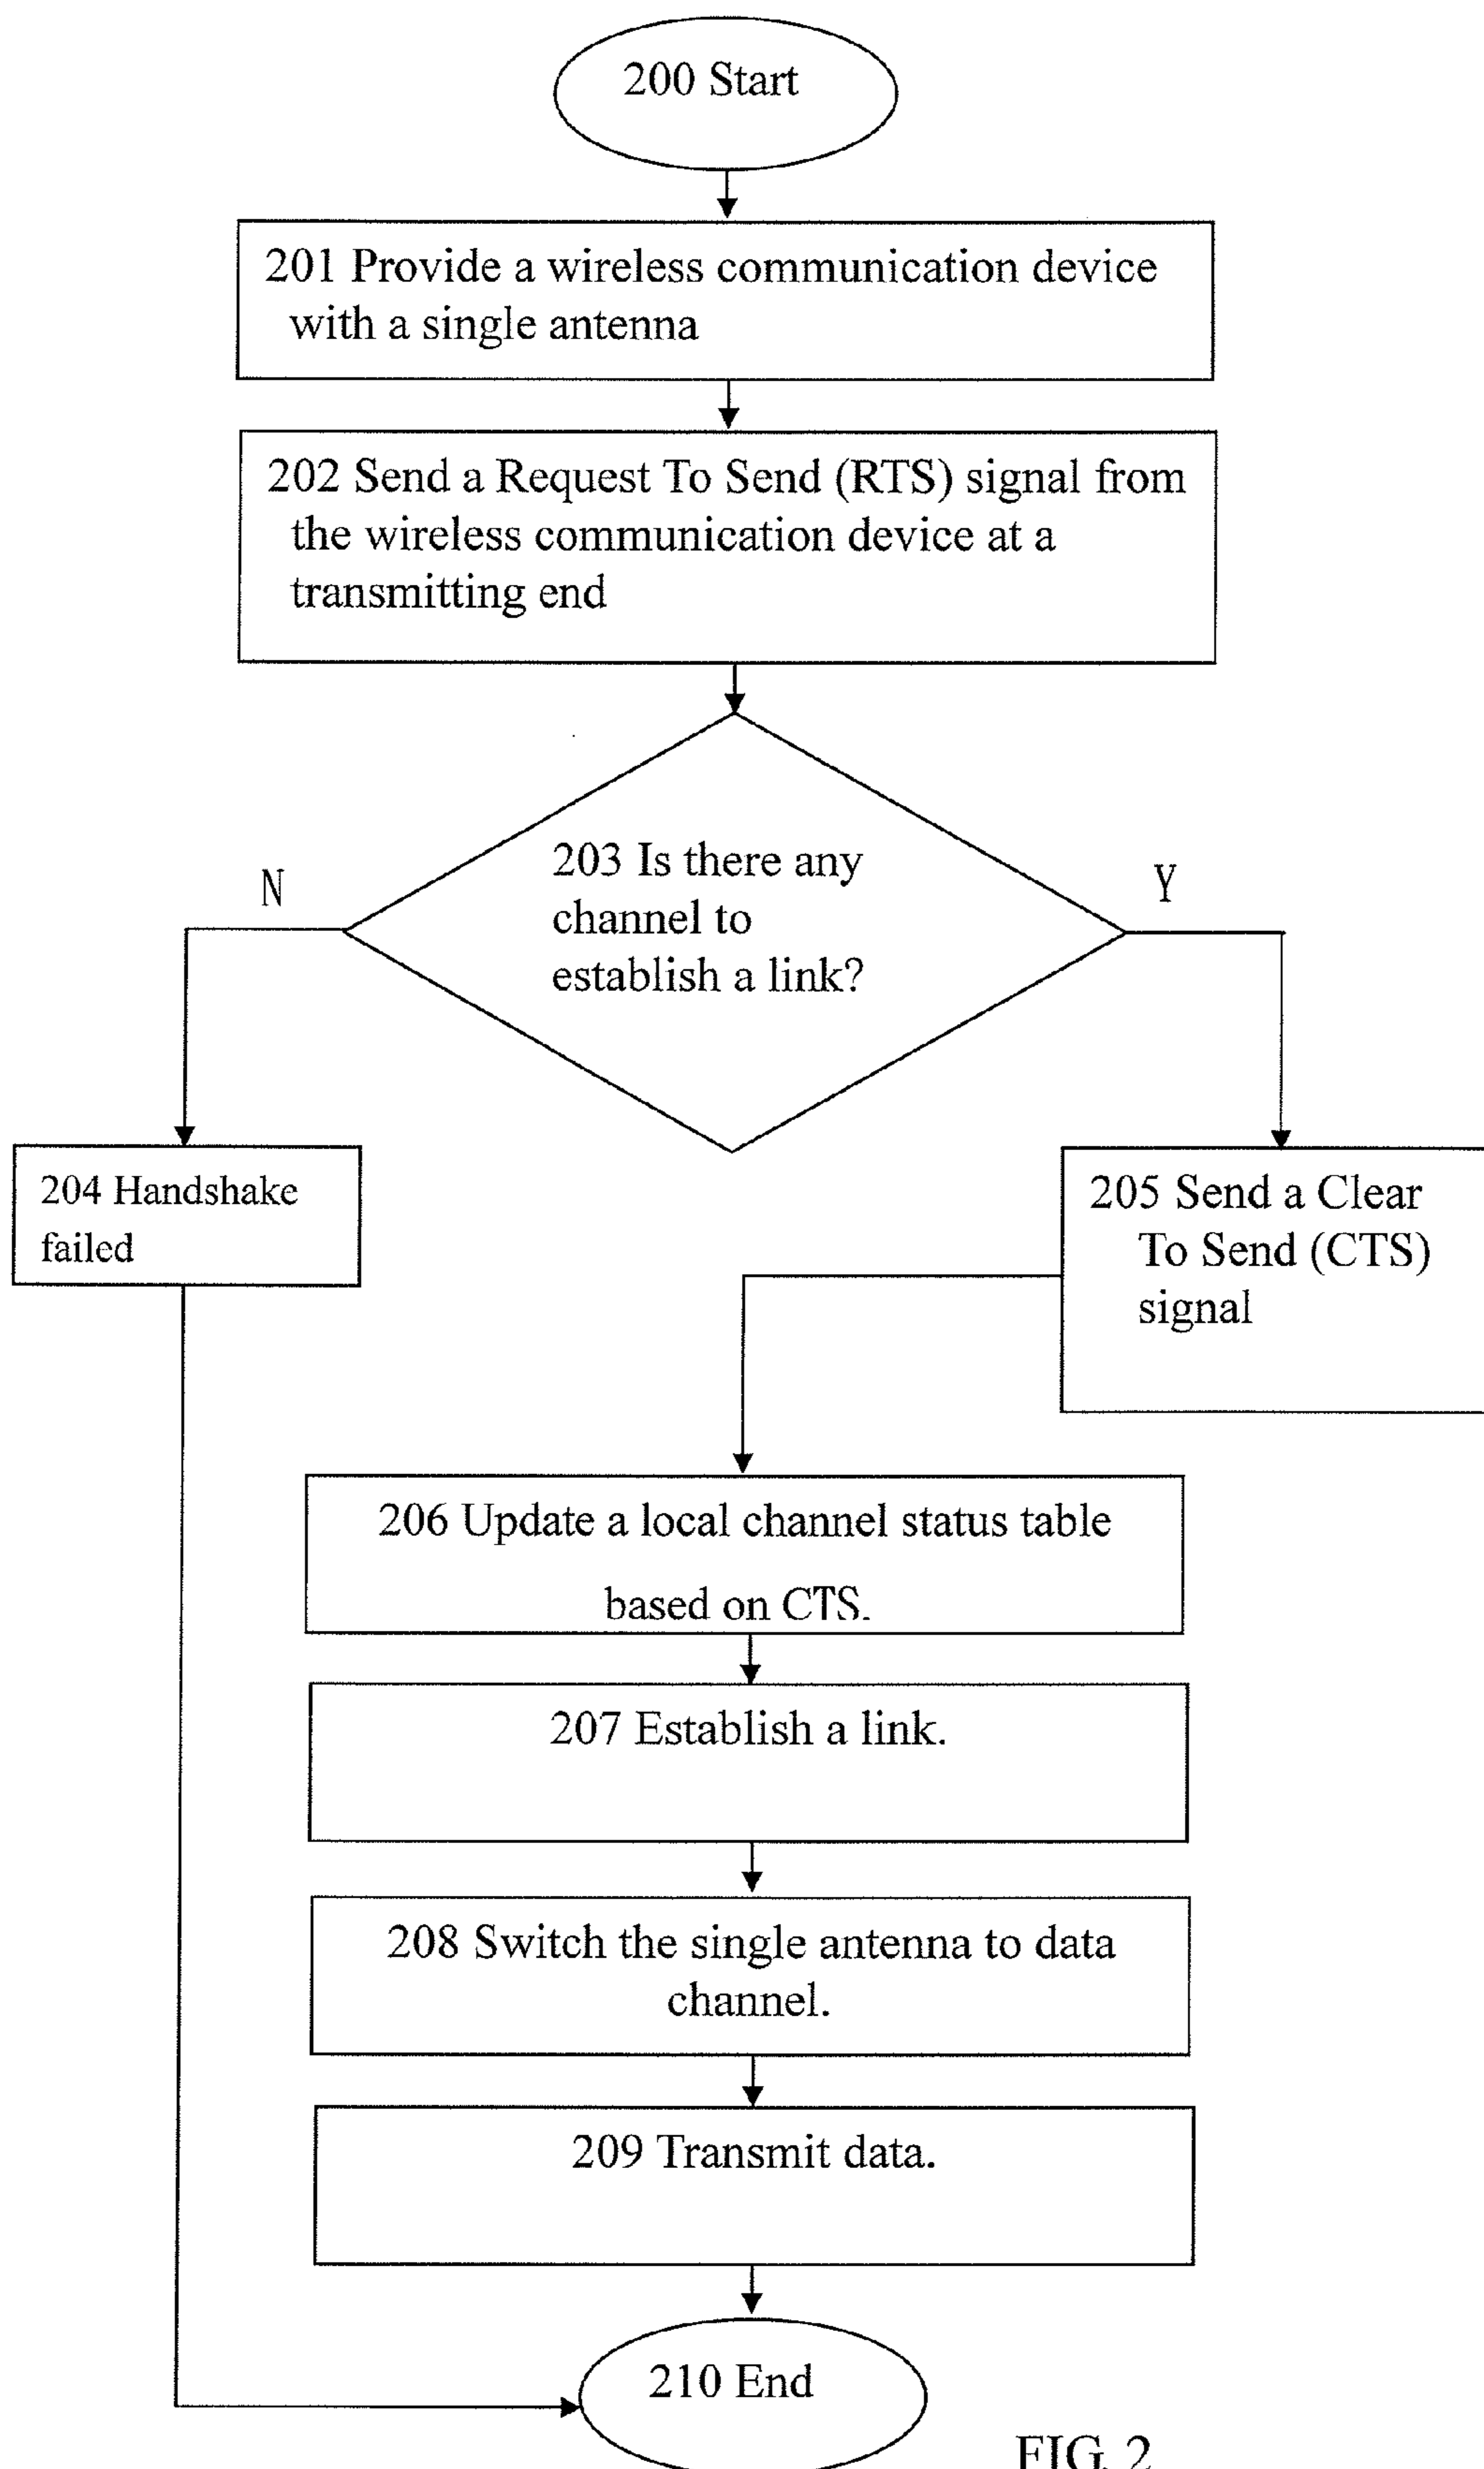 200 Start
201 Provide a wireless communication device
with a single antenna
202 Send a Request To Send (RTS) signal from
the wireless communication device at a
transmitting end
203 Is there any
channel to
establish a link?
N
Y
204 Handshake
failed
205 Send a Clear
To Send (CTS)
signal
206 Update a local channel status table
based on CTS.
207 Establish a link.
208 Switch the single antenna to data
channel.
209 Transmit data.
210 End
FIG. 2